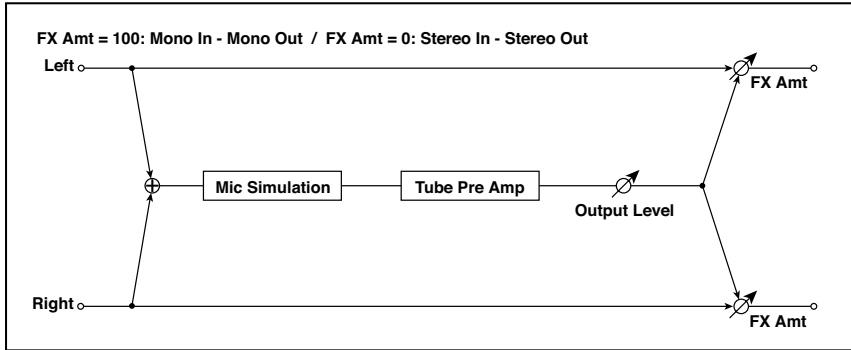 FX Amt = 100: Mono In - Mono Out / FX Amt = 0: Stereo In - Stereo Out
Left
FX Amt
Mic Simulation
Tube Pre Amp
Output Level
Right
FX Amt